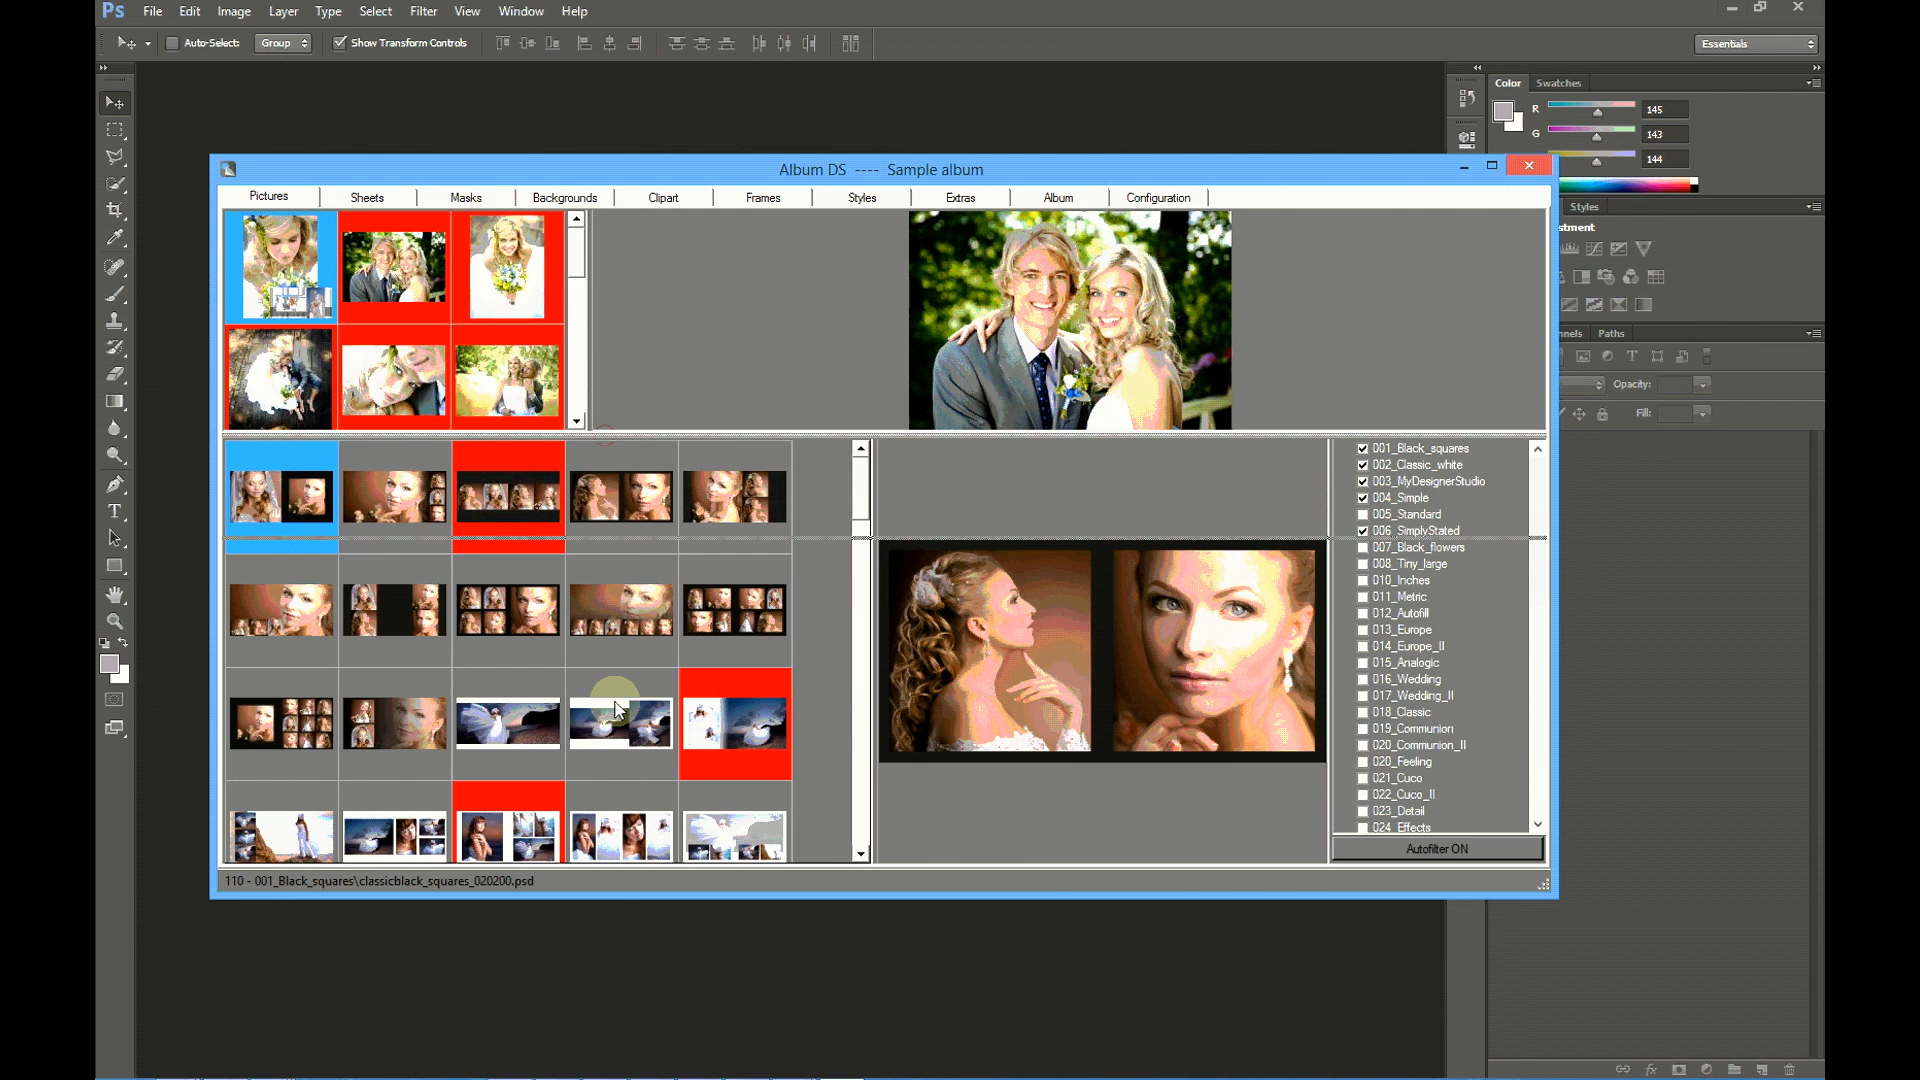 Ps File Edit Image Layer Type Select Filter View Window Help
Auto-Select: Group Show Transform Controls Essentials
Color Swatches
R 145
G 143
144
Album DS ---- Sample album
Pictures Sheets Masks Backgrounds Clipart Frames Styles Extras Album Configuration
Styles
stment
nnels Paths
Opacity:
Fill:
001_Black_squares
002_Classic_white
003_MyDesignerStudio
004_Simple
005_Standard
006_SimplyStated
007_Black_flowers
008_Tiny_large
010_Inches
011_Metric
012_Autofill
013_Europe
014_Europe_II
015_Analogic
016_Wedding
017_Wedding_II
018_Classic
019_Communion
020_Communion_II
020_Feeling
021_Cuco
022_Cuco_II
023_Detail
024_Effects
Autofilter ON
110 - 001_Black_squares\classicblack_squares_020200.psd